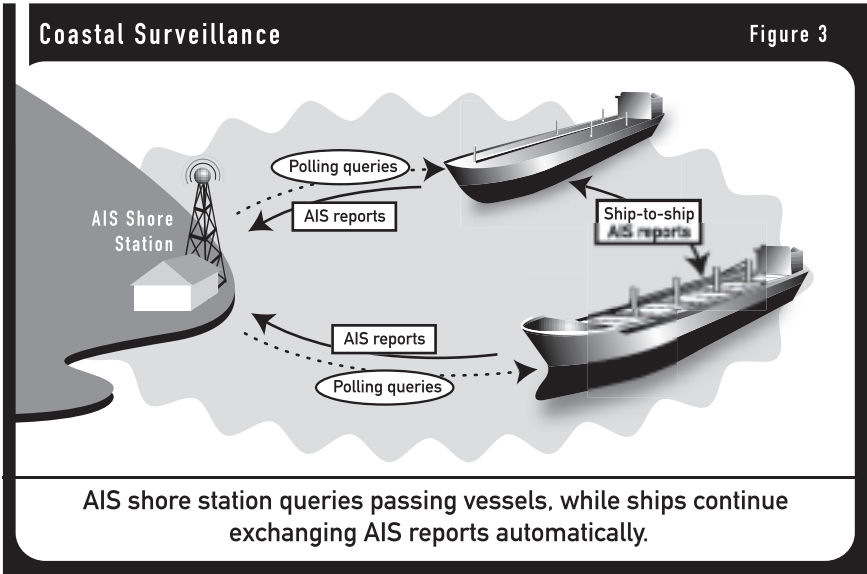 Coastal Surveillance
Figure 3
Polling queries
AIS reports
AIS Shore
Station
Ship-to-ship
AIS reports
AIS reports
Polling queries
AIS shore station queries passing vessels, while ships continue
exchanging AIS reports automatically.